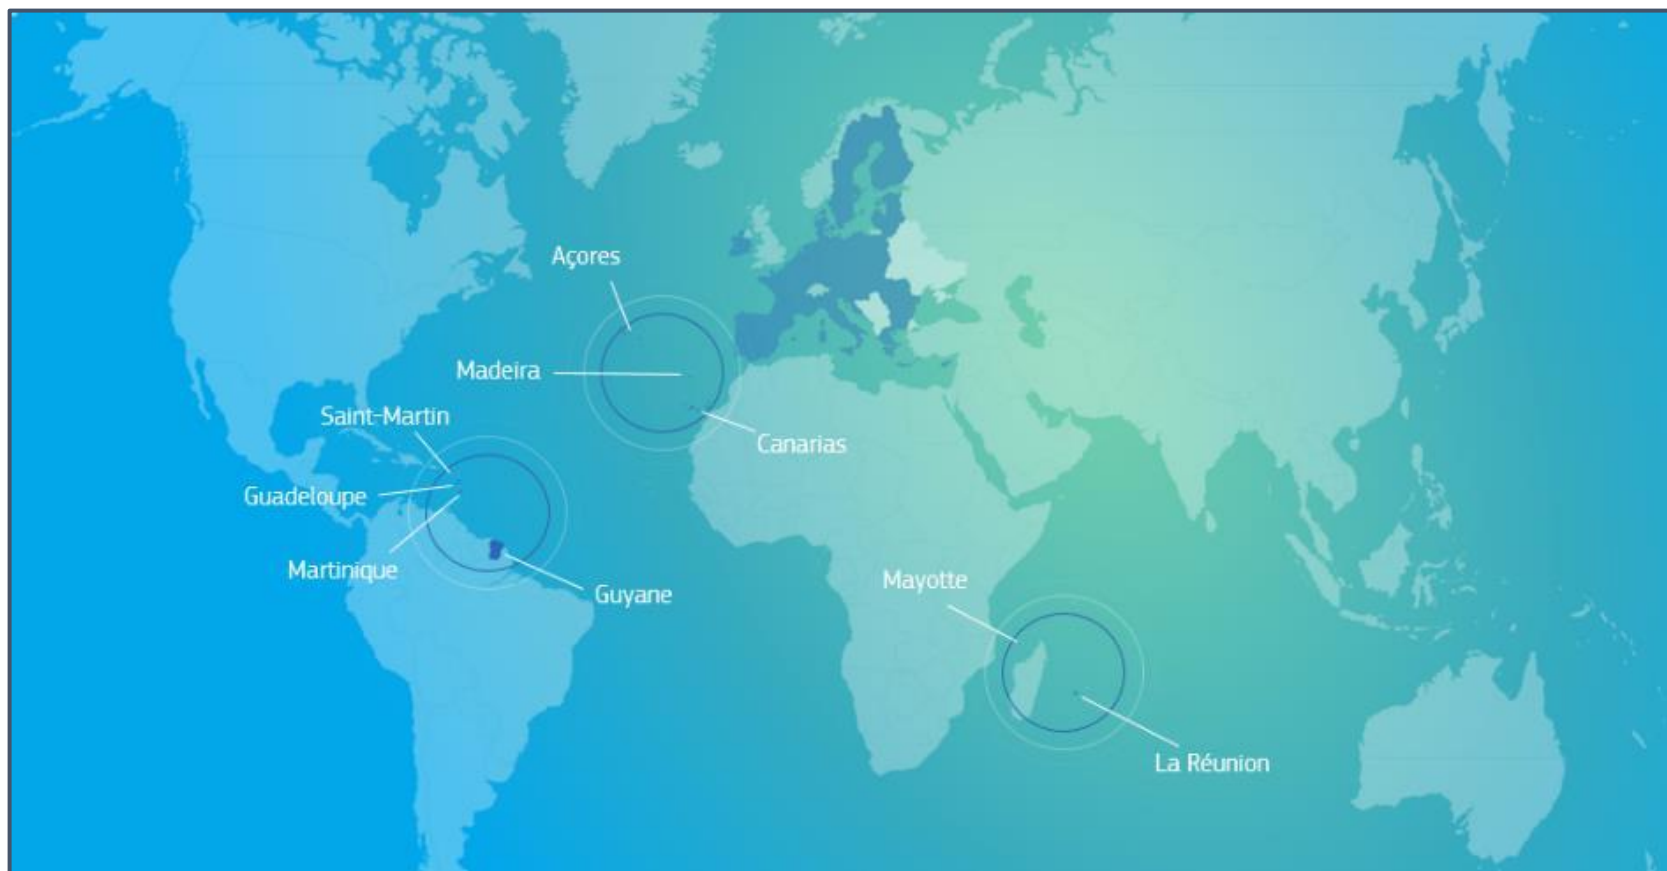 Açores
Madeira
Saint-Martin
Canarias
Guadeloupe
Martinique
Guyane
Mayotte
La Réunion